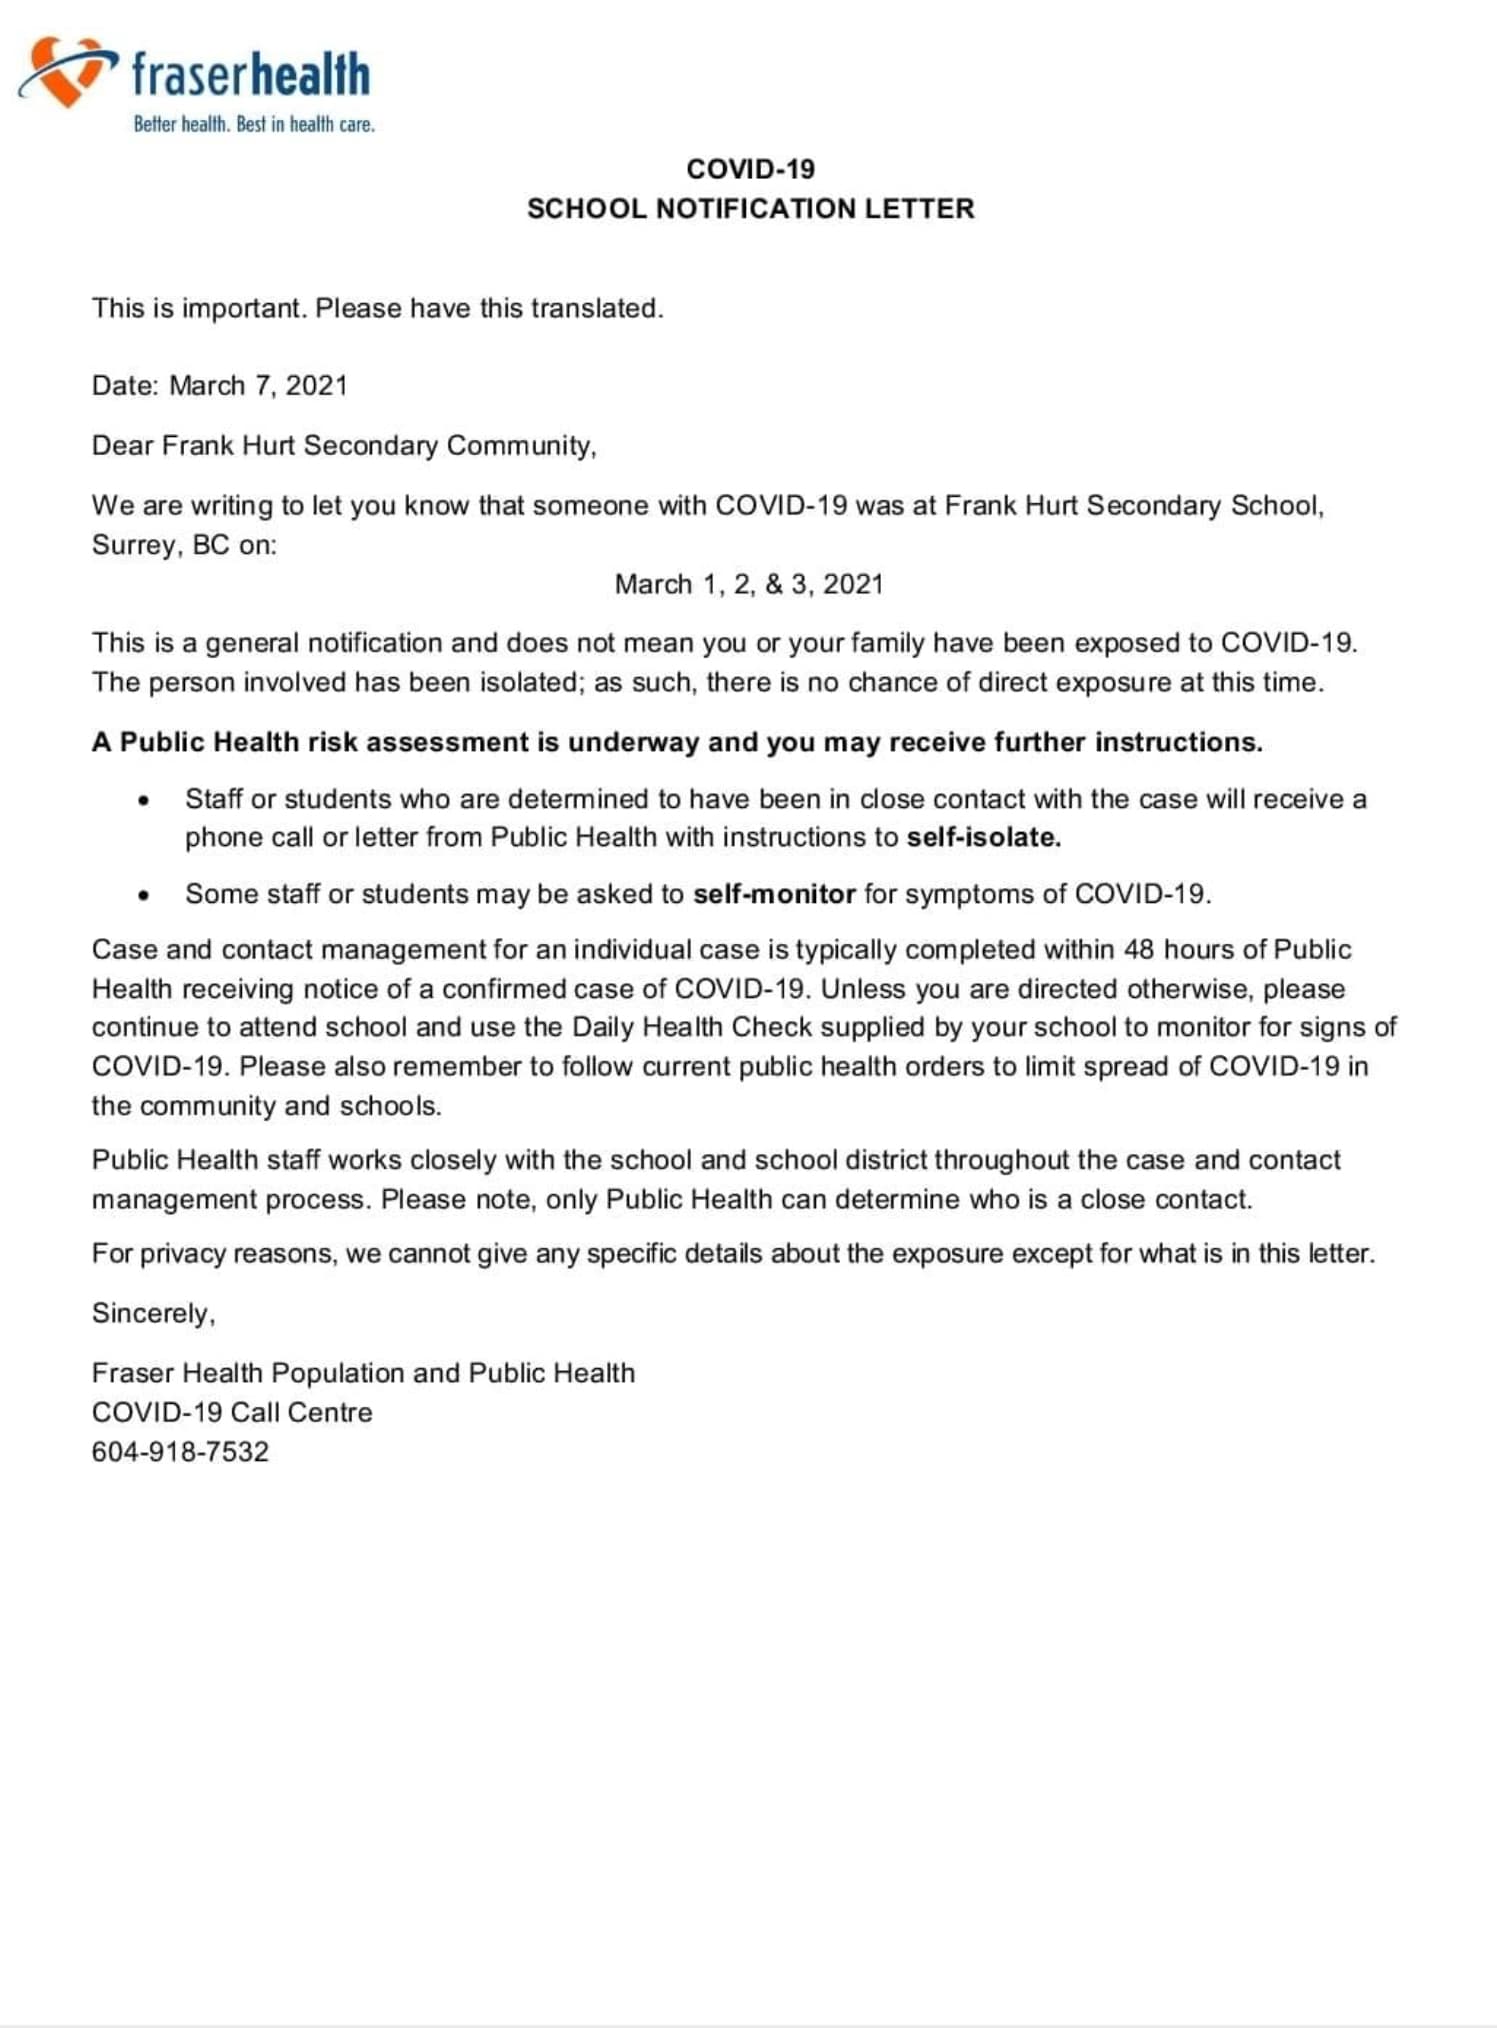 fraserhealth
Better health. Best in health care.
COVID-19
SCHOOL NOTIFICATION LETTER
This is important. Please have this translated.
Date: March 7, 2021
Dear Frank Hurt Secondary Community,
We are writing to let you know that someone with COVID-19 was at Frank Hurt Secondary School,
Surrey, BC on:
March 1, 2, & 3, 2021
This is a general notification and does not mean you or your family have been exposed to COVID-19.
The person involved has been isolated; as such, there is no chance of direct exposure at this time.
A Public Health risk assessment is underway and you may receive further instructions.
• Staff or students who are determined to have been in close contact with the case will receive a
phone call or letter from Public Health with instructions to self-isolate.
• Some staff or students may be asked to self-monitor for symptoms of COVID-19.
Case and contact management for an individual case is typically completed within 48 hours of Public
Health receiving notice of a confirmed case of COVID-19. Unless you are directed otherwise, please
continue to attend school and use the Daily Health Check supplied by your school to monitor for signs of
COVID-19. Please also remember to follow current public health orders to limit spread of COVID-19 in
the community and schools.
Public Health staff works closely with the school and school district throughout the case and contact
management process. Please note, only Public Health can determine who is a close contact.
For privacy reasons, we cannot give any specific details about the exposure except for what is in this letter.
Sincerely,
Fraser Health Population and Public Health
COVID-19 Call Centre
604-918-7532